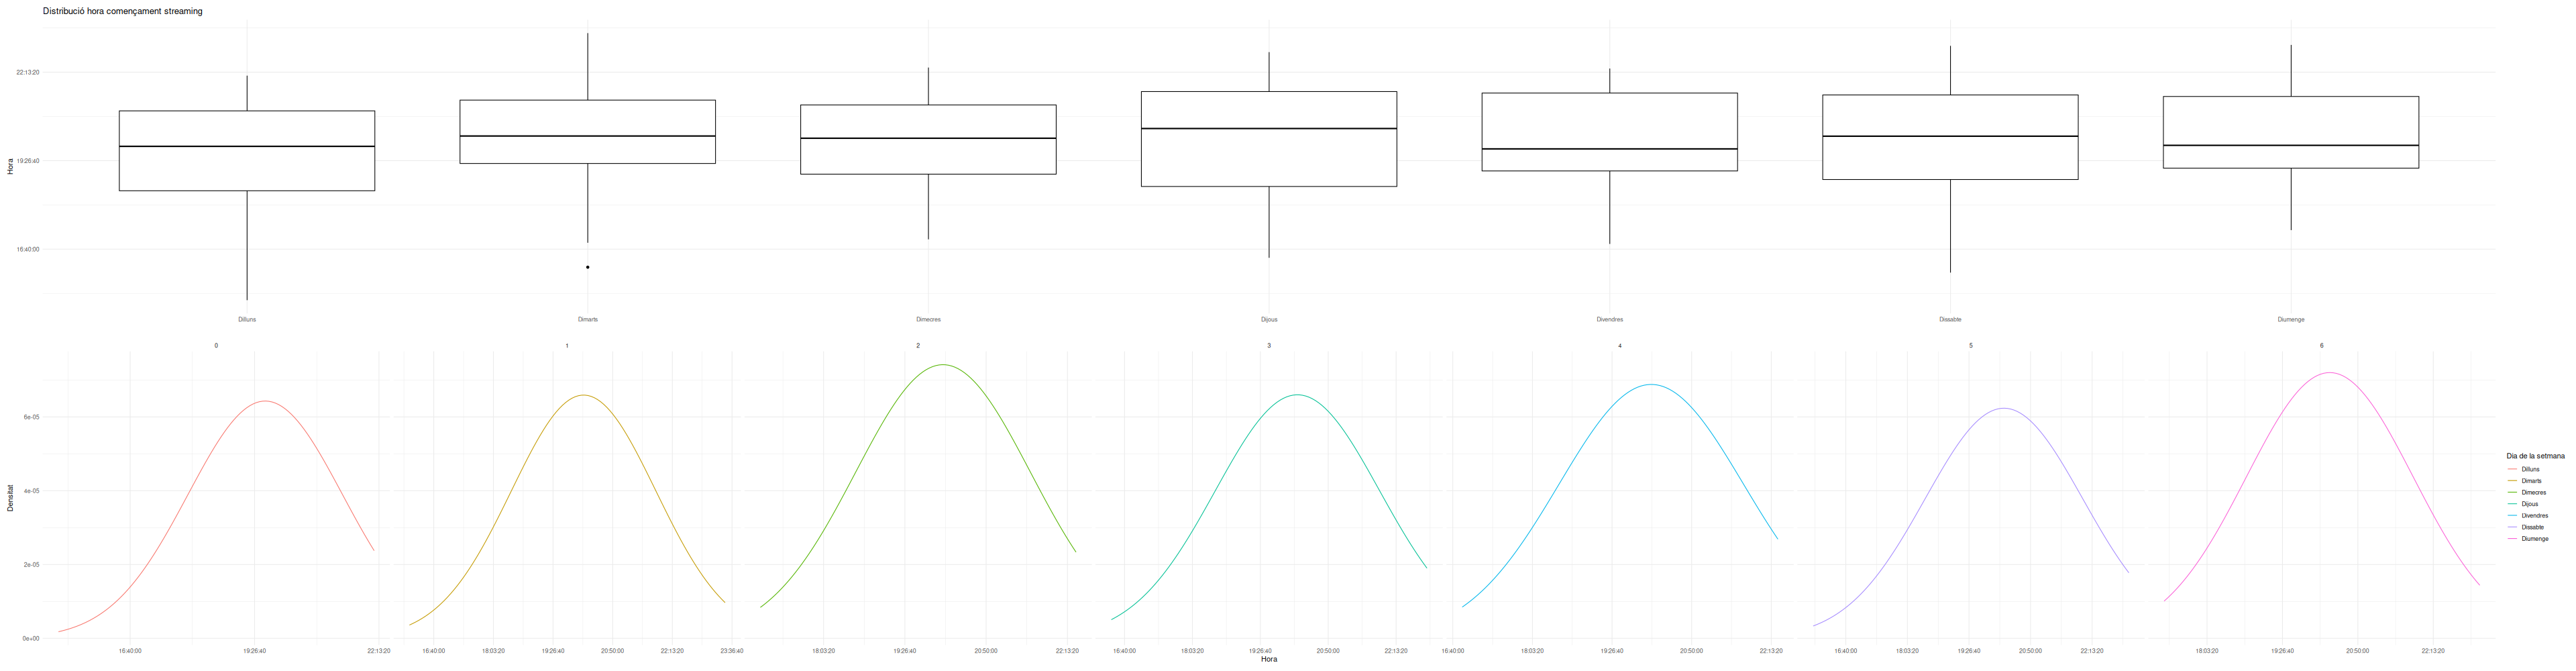 Distribució hora començament streaming
22:13:20
19:26:40
16:40:00
Hora
Dilluns Dimarts Dimecres Dijous Divendres Dissabte Diumenge
0 1 2 3 4 5 6
6e-05
4e-05
2e-05
0e+00
Densitat
16:40:00 19:26:40 22:13:20 16:40:00 18:03:20 19:26:40 20:50:00 22:13:20 23:36:40 18:03:20 19:26:40 20:50:00 22:13:20 16:40:00 18:03:20 19:26:40 20:50:00 22:13:20 16:40:00 18:03:20 19:26:40 20:50:00 22:13:20 16:40:00 18:03:20 19:26:40 20:50:00 22:13:20 18:03:20 19:26:40 20:50:00 22:13:20
Hora
Dia de la setmana
Dilluns
Dimarts
Dimecres
Dijous
Divendres
Dissabte
Diumenge